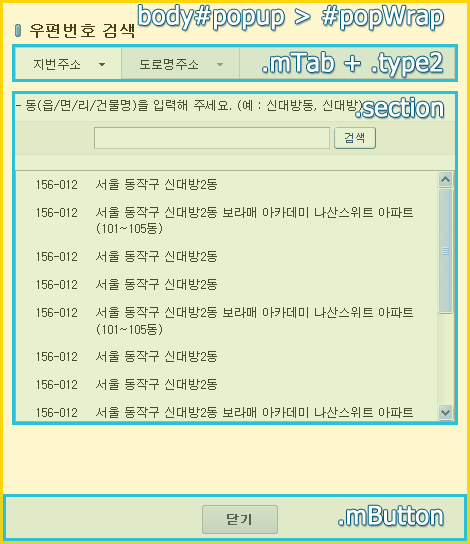 우편번호 검색
body#popup > #popWrap
지번주소
도로명주소
.mTab + .type2
- 동(읍/면/리/건물명)을 입력해 주세요. (예 : 신대방동, 신대방)
.section
검색
156-012 서울 동작구 신대방2동
156-012 서울 동작구 신대방2동 보라매 아카데미 나산스위트 아파트
(101~105동)
156-012 서울 동작구 신대방2동
156-012 서울 동작구 신대방2동
156-012 서울 동작구 신대방2동 보라매 아카데미 나산스위트 아파트
(101~105동)
156-012 서울 동작구 신대방2동
156-012 서울 동작구 신대방2동
156-012 서울 동작구 신대방2동 보라매 아카데미 나산스위트 아파트
닫기
.mButton